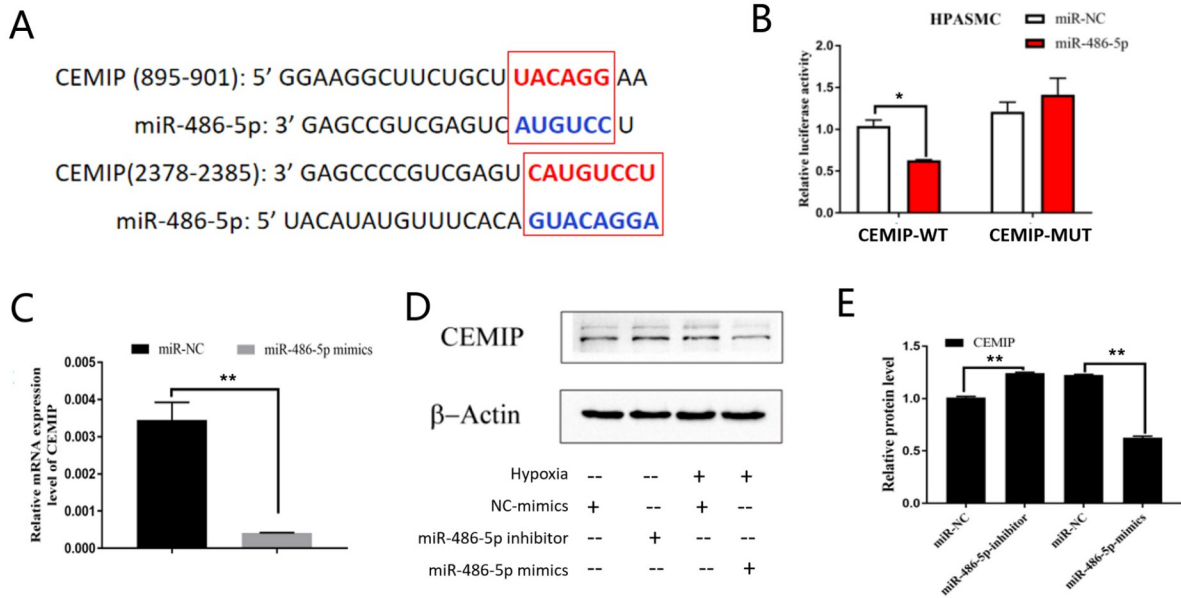 A
CEMIP (895-901): 5′ GGAAGGCUUCUGCU UACAGG AA
miR-486-5p: 3′ GAGCCGUCGAGUC AUGUCC U
CEMIP(2378-2385): 3′ GAGCCCCGUCGAGU CAUGUCCU
miR-486-5p: 5′ UACAUAUGUUUCACA GUACAGGA
B
HPASMC
miR-NC
miR-486-5p
Relative luciferase activity
2.0
1.5
1.0
0.5
0.0
*
CEMIP-WT
CEMIP-MUT
C
miR-NC
miR-486-5p mimics
Relative mRNA expression
level of CEMIP
0.005
0.004
0.003
0.002
0.001
0.000
**
D
CEMIP
β–Actin
Hypoxia -- -- + +
NC-mimics + -- + --
miR-486-5p inhibitor -- + -- --
miR-486-5p mimics -- -- -- +
E
CEMIP
Relative protein level
1.5
1.0
0.5
0.0
**
**
miR-NC
miR-486-5p-inhibitor
miR-NC
miR-486-5p-mimics